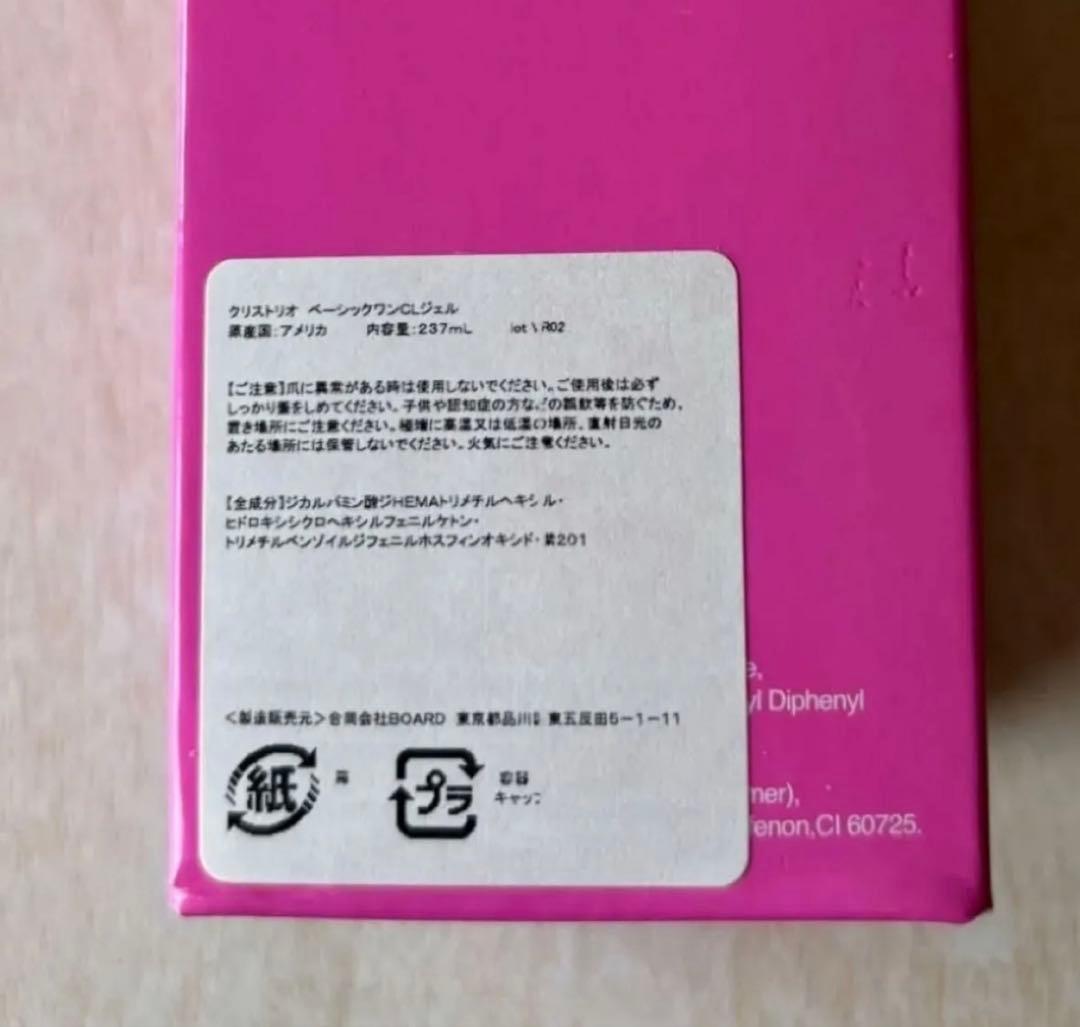 クリストリオ ベーシックワンCLジェル
原産国:アメリカ 内容量:237mL lot \R02
【ご注意】爪に異常がある時は使用しないでください。ご使用後は必ず
しっかり蓋をしめてください。子供や認知症の方などの誤飲等を防ぐため、
置き場所にご注意ください。極端に高温又は低温の場所、直射日光の
あたる場所には保管しないでください。火気にご注意ください。
【全成分】ジカルバミン酸ジHEMAトリメチルヘキシル・
ヒドロキシシクロヘキシルフェニルケトン・
トリメチルベンゾイルジフェニルホスフィンオキシド・紫201
e,
yl Diphenyl
<製造販売元>合同会社BOARD 東京都品川区東五反田5-1-11
紙
プラ 容器
キャップ
ner),
fenon,CI 60725.